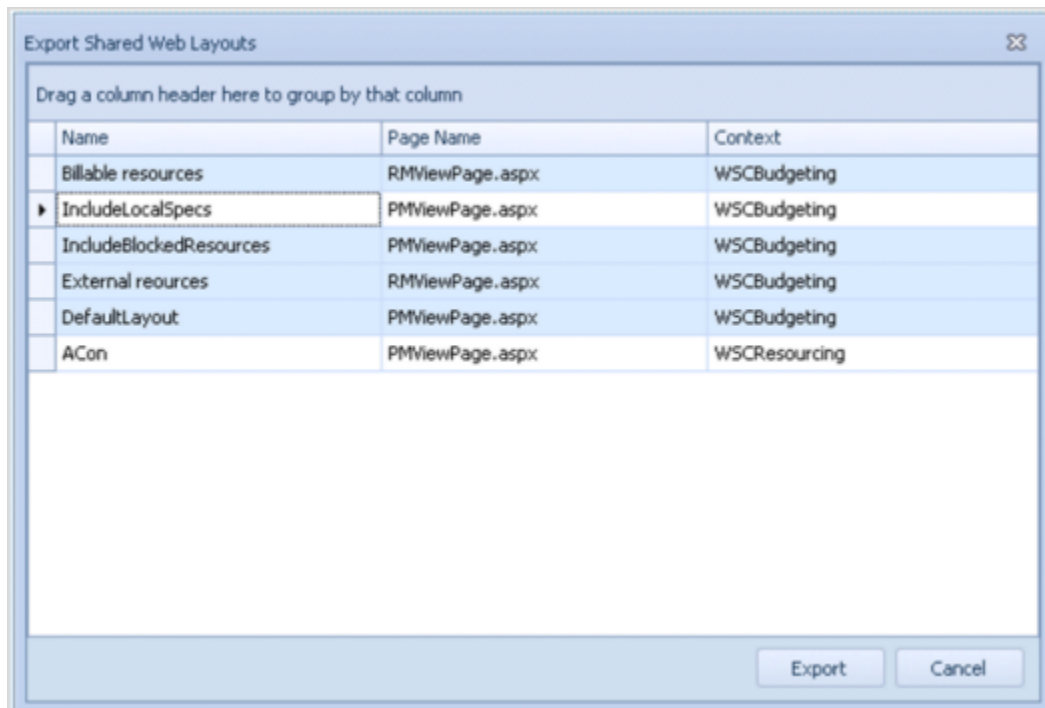 Export Shared Web Layouts
Drag a column header here to group by that column
Name Page Name Context
Billable resources RMViewPage.aspx WSCBudgeting
IncludeLocalSpecs PMViewPage.aspx WSCBudgeting
IncludeBlockedResources PMViewPage.aspx WSCBudgeting
External reources RMViewPage.aspx WSCBudgeting
DefaultLayout PMViewPage.aspx WSCBudgeting
ACon PMViewPage.aspx WSCResourcing
Export Cancel